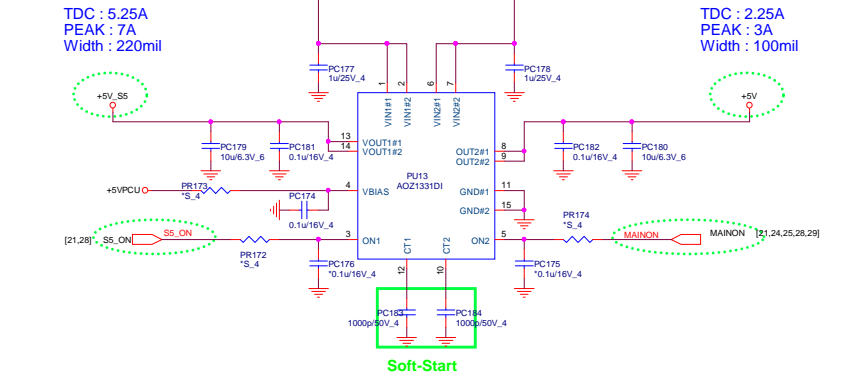 TDC : 5.25A
PEAK : 7A
Width : 220mil
TDC : 2.25A
PEAK : 3A
Width : 100mil
PC177
1u/25V_4
PC178
1u/25V_4
1
2
6
7
VIN1#1
VIN1#2
VIN2#1
VIN2#2
+5V_S5
+5V
PC179
10u/6.3V_6
PC181
0.1u/16V_4
13
14
VOUT1#1
VOUT1#2
OUT2#1
OUT2#2
8
9
PC182
0.1u/16V_4
PC180
10u/6.3V_6
PU13
AOZ1331DI
+5VPCU
PR173
*S_4
PC174
0.1u/16V_4
4
VBIAS
GND#1
11
GND#2
15
[21,28]
S5_ON
S5_ON
PR172
*S_4
PC176
*0.1u/16V_4
3
ON1
CT1
CT2
ON2
5
12
10
PR174
*S_4
PC175
*0.1u/16V_4
MAINON
MAINON
[21,24,25,28,29]
PC183
1000p/50V_4
PC184
1000p/50V_4
Soft-Start